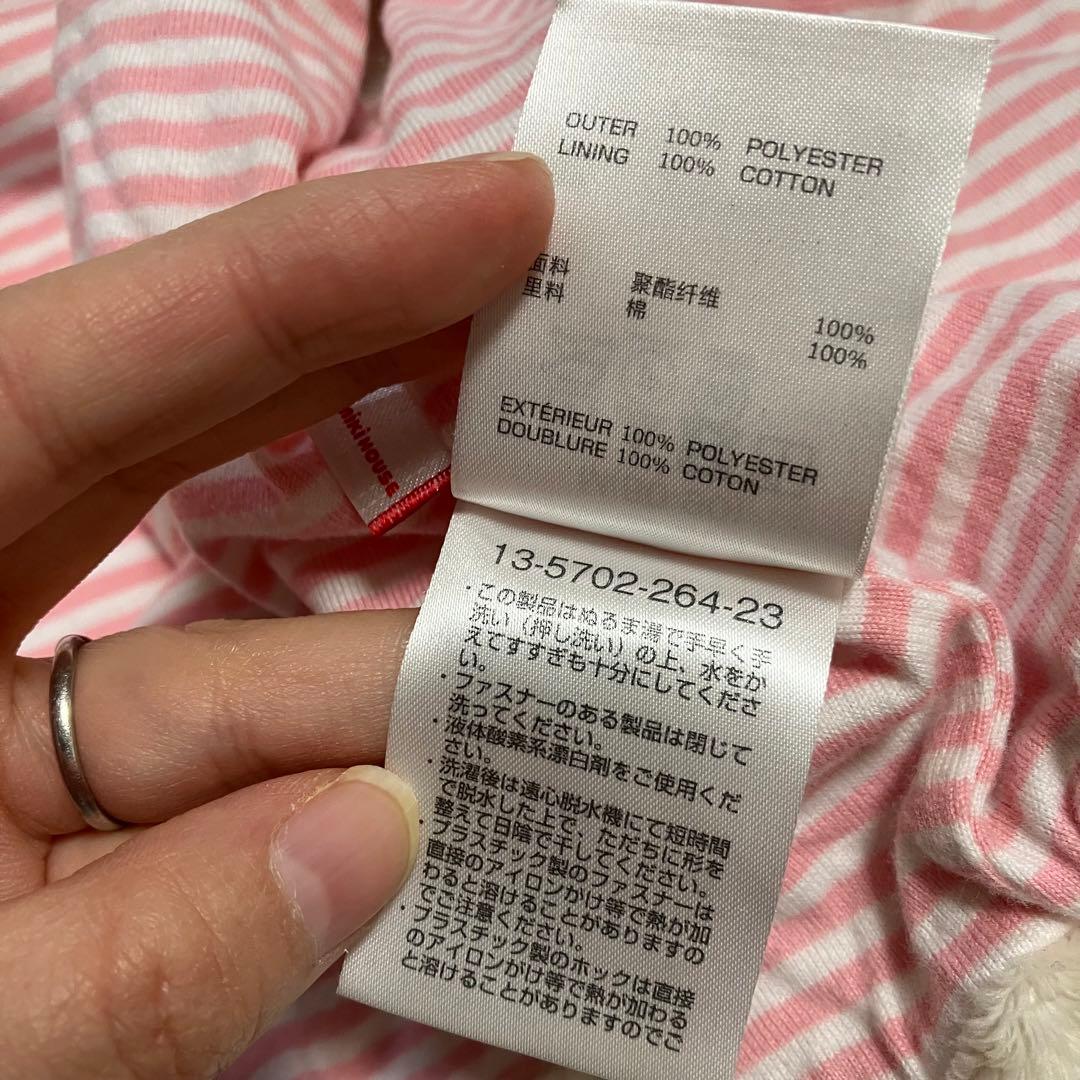 OUTER 100% POLYESTER
LINING 100% COTTON
面料 聚酯纤维 100%
里料 棉 100%
EXTÉRIEUR 100% POLYESTER
DOUBLURE 100% COTON
miki HOUSE
13-5702-264-23
・この製品はぬるま湯で手早く手
洗い（押し洗い）の上、水をか
えてすすぎも十分にしてくださ
い。
・ファスナーのある製品は閉じて
洗ってください。
・液体酸素系漂白剤をご使用くだ
さい。
・洗濯後は遠心脱水機にて短時間
で脱水した上で、ただちに形を
整えて日陰で干してください。
・プラスチック製のファスナーは
直接のアイロンかけ等で熱が加
わると溶けることがありますの
でご注意ください。
・プラスチック製のホックは直接
のアイロンがけ等で熱が加わる
と溶けることがありますのでご